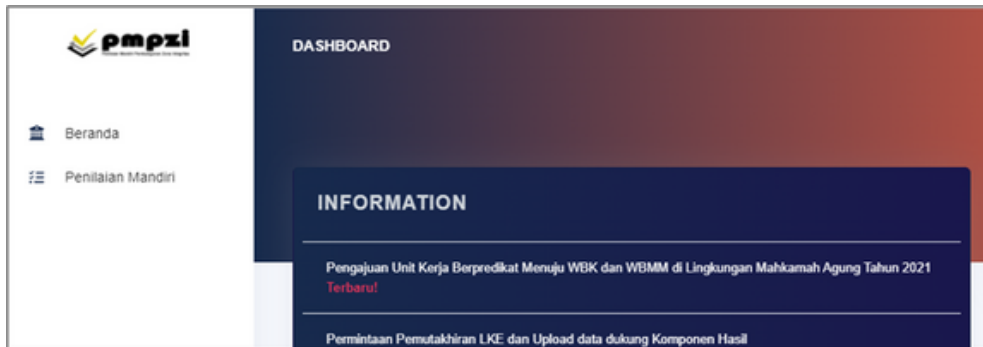 pmpzi
DASHBOARD
Beranda
Penilaian Mandiri
INFORMATION
Pengajuan Unit Kerja Berpredikat Menuju WBK dan WBMM di Lingkungan Mahkamah Agung Tahun 2021
Terbaru!
Permintaan Pemutakhiran LKE dan Upload data dukung Komponen Hasil